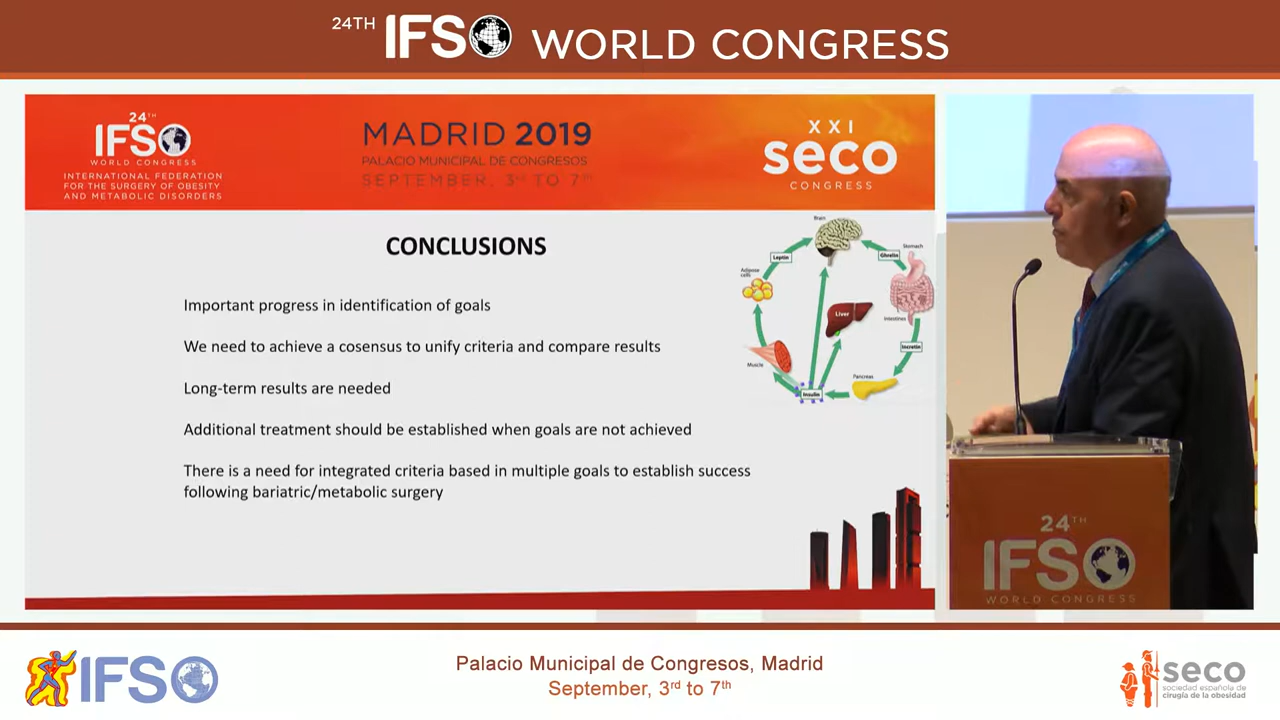 24TH IFSO WORLD CONGRESS
24TH
IFSO
WORLD CONGRESS
INTERNATIONAL FEDERATION
FOR THE SURGERY OF OBESITY
AND METABOLIC DISORDERS
MADRID 2019
PALACIO MUNICIPAL DE CONGRESOS
SEPTEMBER, 3rd TO 7th
XXI
seco
CONGRESS
CONCLUSIONS
Important progress in identification of goals
We need to achieve a cosensus to unify criteria and compare results
Long-term results are needed
Additional treatment should be established when goals are not achieved
There is a need for integrated criteria based in multiple goals to establish success
following bariatric/metabolic surgery
Brain
Leptin
Ghrelin
Stomach
Adipose
cells
Liver
Intestines
Incretin
Muscle
Pancreas
Insulin
24TH
IFSO
WORLD CONGRESS
IFSO
Palacio Municipal de Congresos, Madrid
September, 3rd to 7th
seco
sociedad española de
cirugía de la obesidad